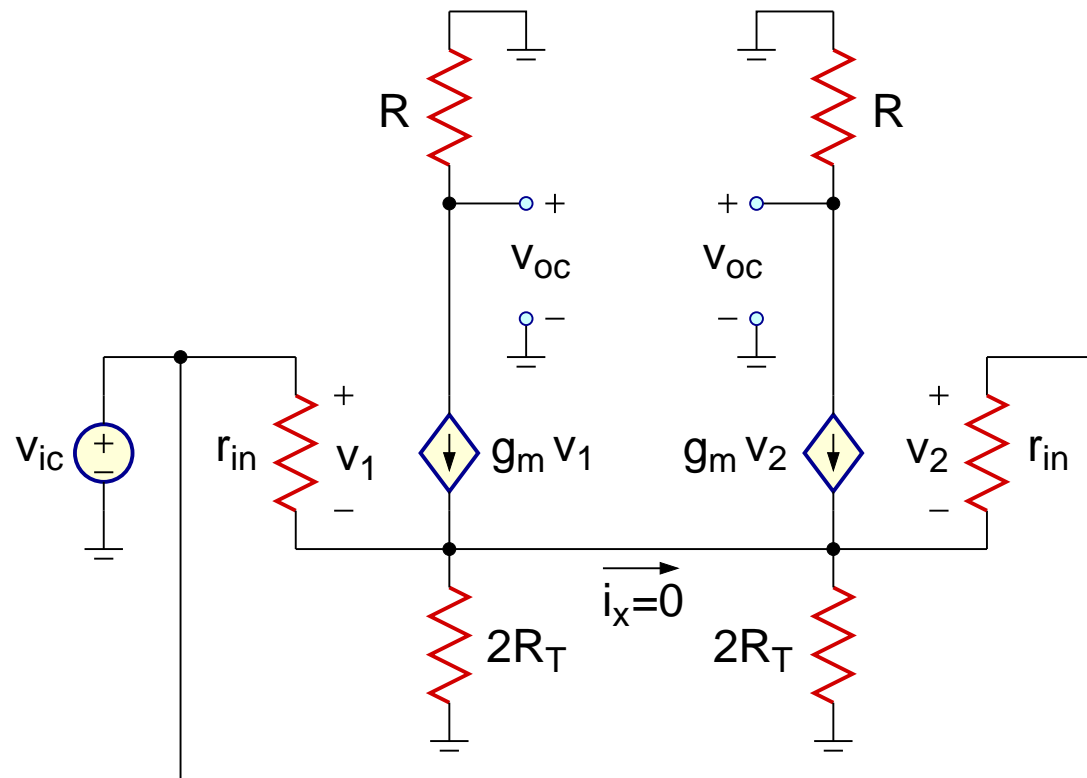 R R
+ +
v_oc v_oc
− −
+ +
v_ic + − r_in v_1 g_m v_1 g_m v_2 v_2 r_in
− −
i_x=0
2R_T 2R_T